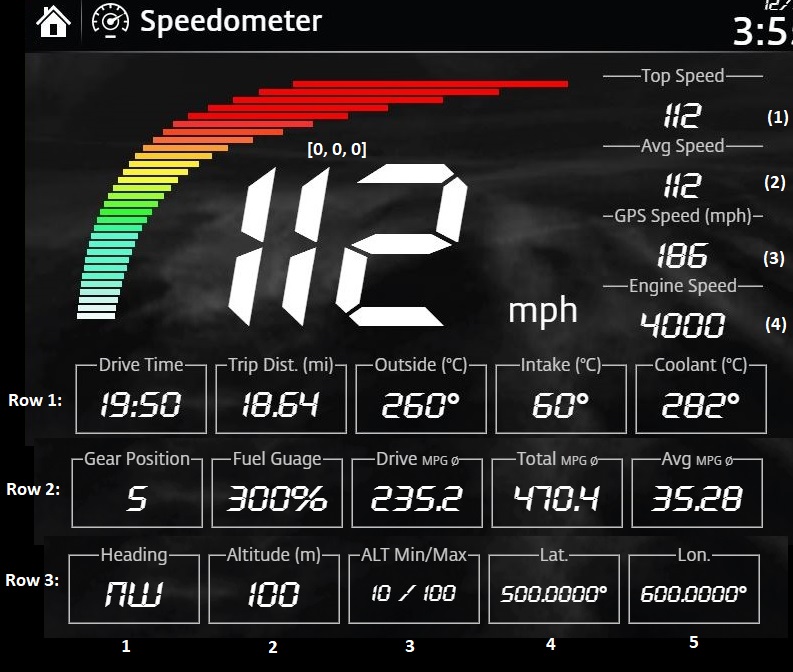 Speedometer
12/
3:5
Top Speed
112 (1)
Avg Speed
112 (2)
GPS Speed (mph)
186 (3)
Engine Speed
4000 (4)
[0, 0, 0]
112 mph
Drive Time Trip Dist. (mi) Outside (°C) Intake (°C) Coolant (°C)
Row 1: 19:50 18.64 260° 60° 282°
Gear Position Fuel Guage Drive MPG ø Total MPG ø Avg MPG ø
Row 2: 5 300% 235.2 470.4 35.28
Heading Altitude (m) ALT Min/Max Lat. Lon.
Row 3: NW 100 10 / 100 500.0000° 600.0000°
1 2 3 4 5